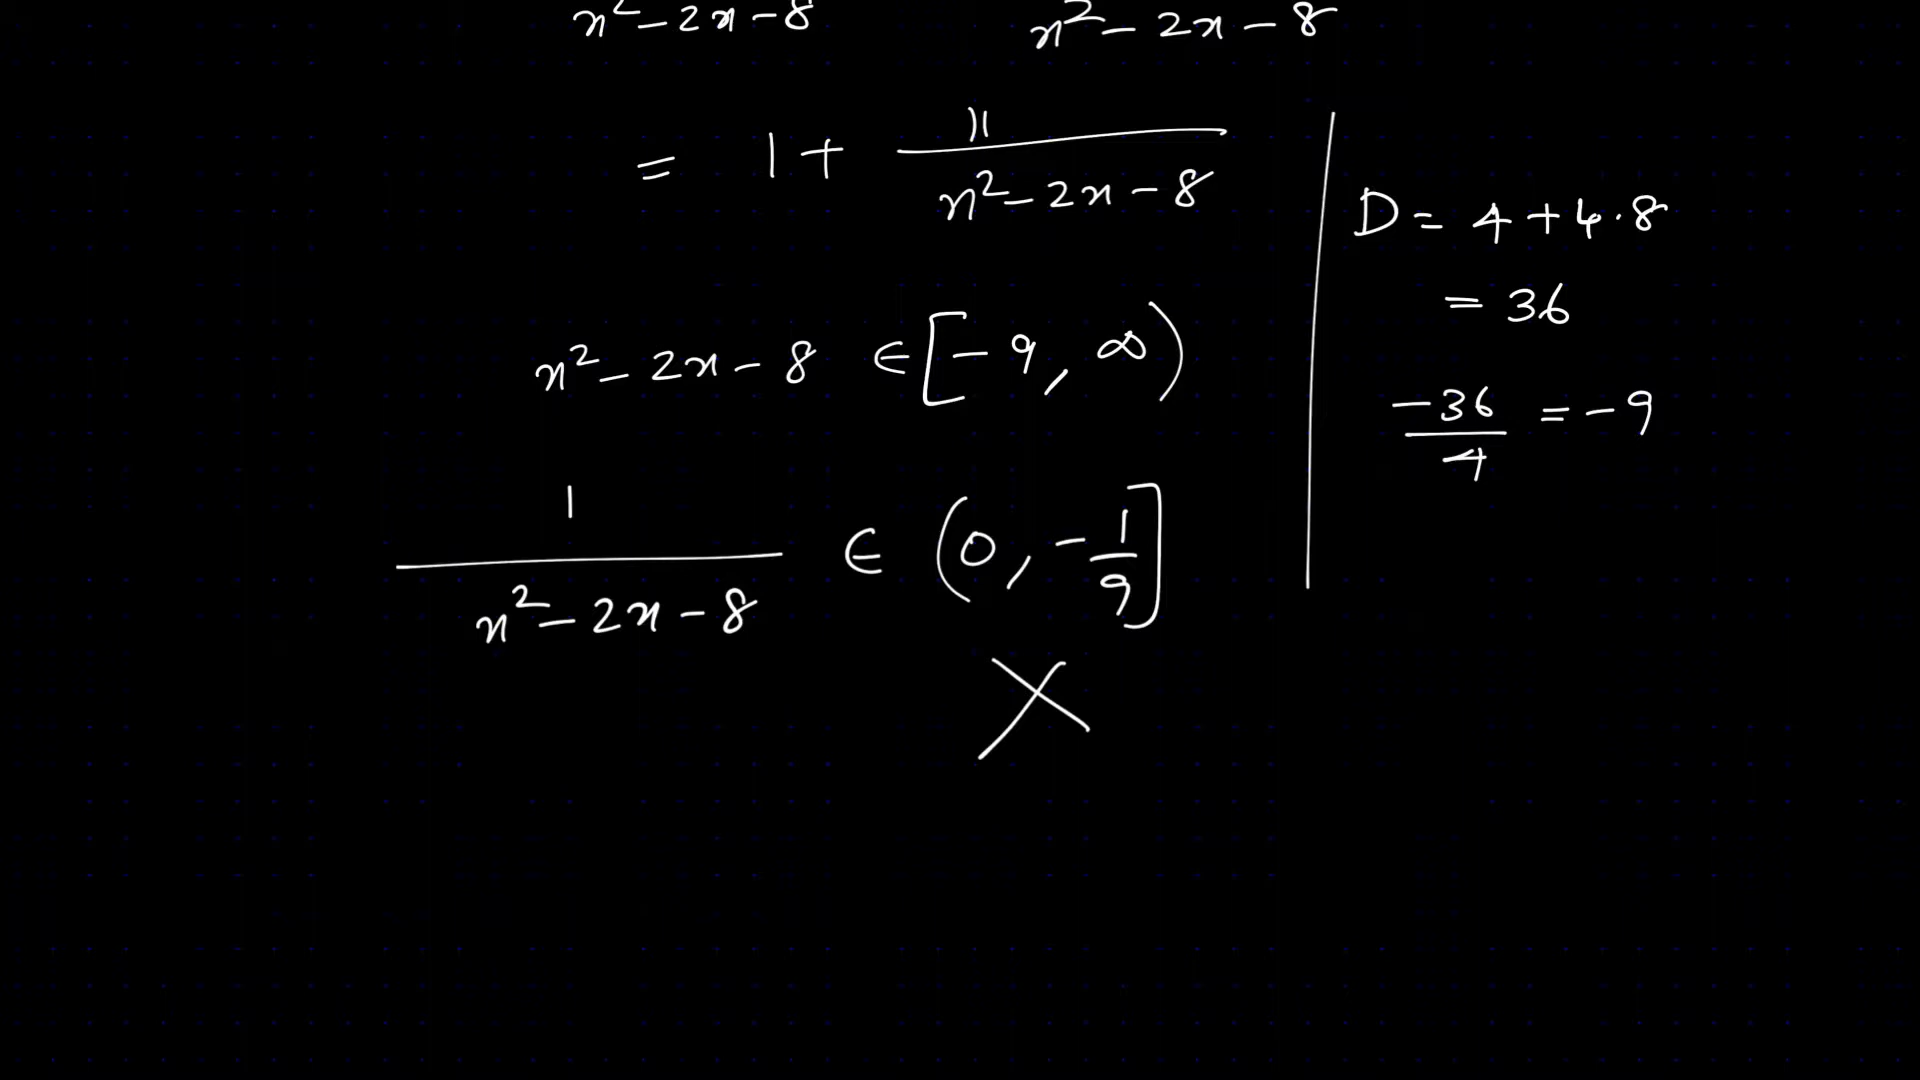 x² - 2x - 8    x² - 2x - 8
= 1 + 11/(x² - 2x - 8)
x² - 2x - 8 ∈ [-9, ∞)
1/(x² - 2x - 8) ∈ (0, -1/9]
X
D = 4 + 4·8
= 36
-36/4 = -9